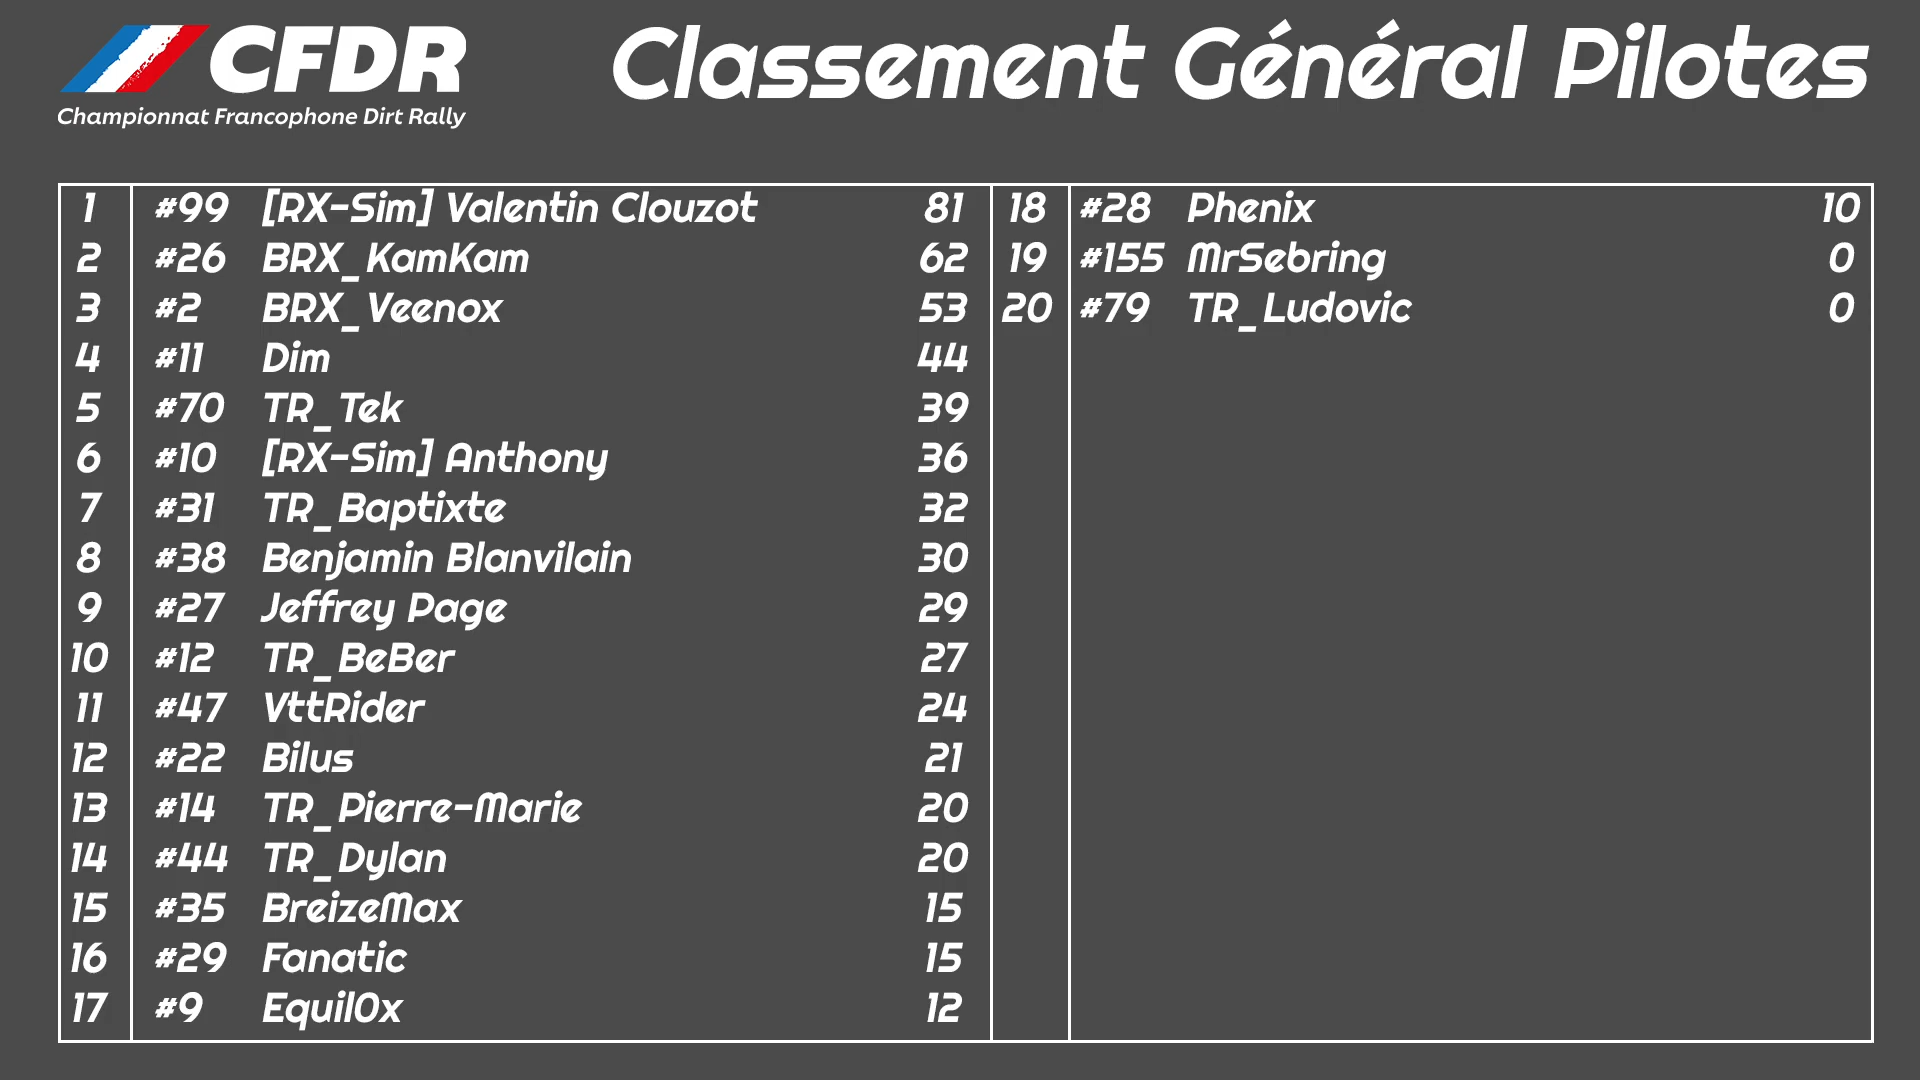 CFDR
Championnat Francophone Dirt Rally
Classement Général Pilotes
1 #99 [RX-Sim] Valentin Clouzot 81
2 #26 BRX_KamKam 62
3 #2 BRX_Veenox 53
4 #11 Dim 44
5 #70 TR_Tek 39
6 #10 [RX-Sim] Anthony 36
7 #31 TR_Baptixte 32
8 #38 Benjamin Blanvilain 30
9 #27 Jeffrey Page 29
10 #12 TR_BeBer 27
11 #47 VttRider 24
12 #22 Bilus 21
13 #14 TR_Pierre-Marie 20
14 #44 TR_Dylan 20
15 #35 BreizeMax 15
16 #29 Fanatic 15
17 #9 Equil0x 12
18 #28 Phenix 10
19 #155 MrSebring 0
20 #79 TR_Ludovic 0